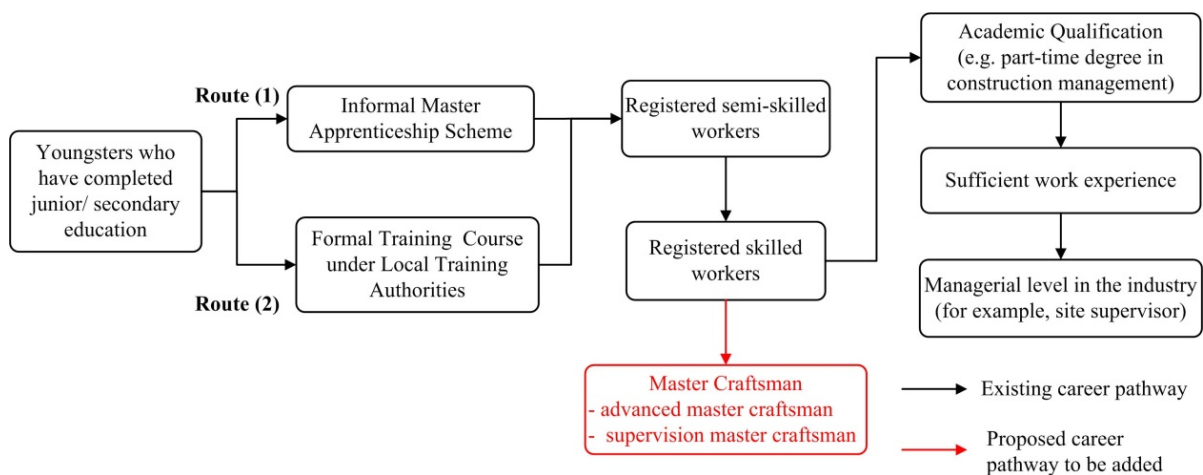 Youngsters who
have completed
junior/ secondary
education
Route (1)
Informal Master
Apprenticeship Scheme
Formal Training Course
under Local Training
Authorities
Route (2)
Registered semi-skilled
workers
Registered skilled
workers
Master Craftsman
- advanced master craftsman
- supervision master craftsman
Academic Qualification
(e.g. part-time degree in
construction management)
Sufficient work experience
Managerial level in the industry
(for example, site supervisor)
Existing career pathway
Proposed career
pathway to be added